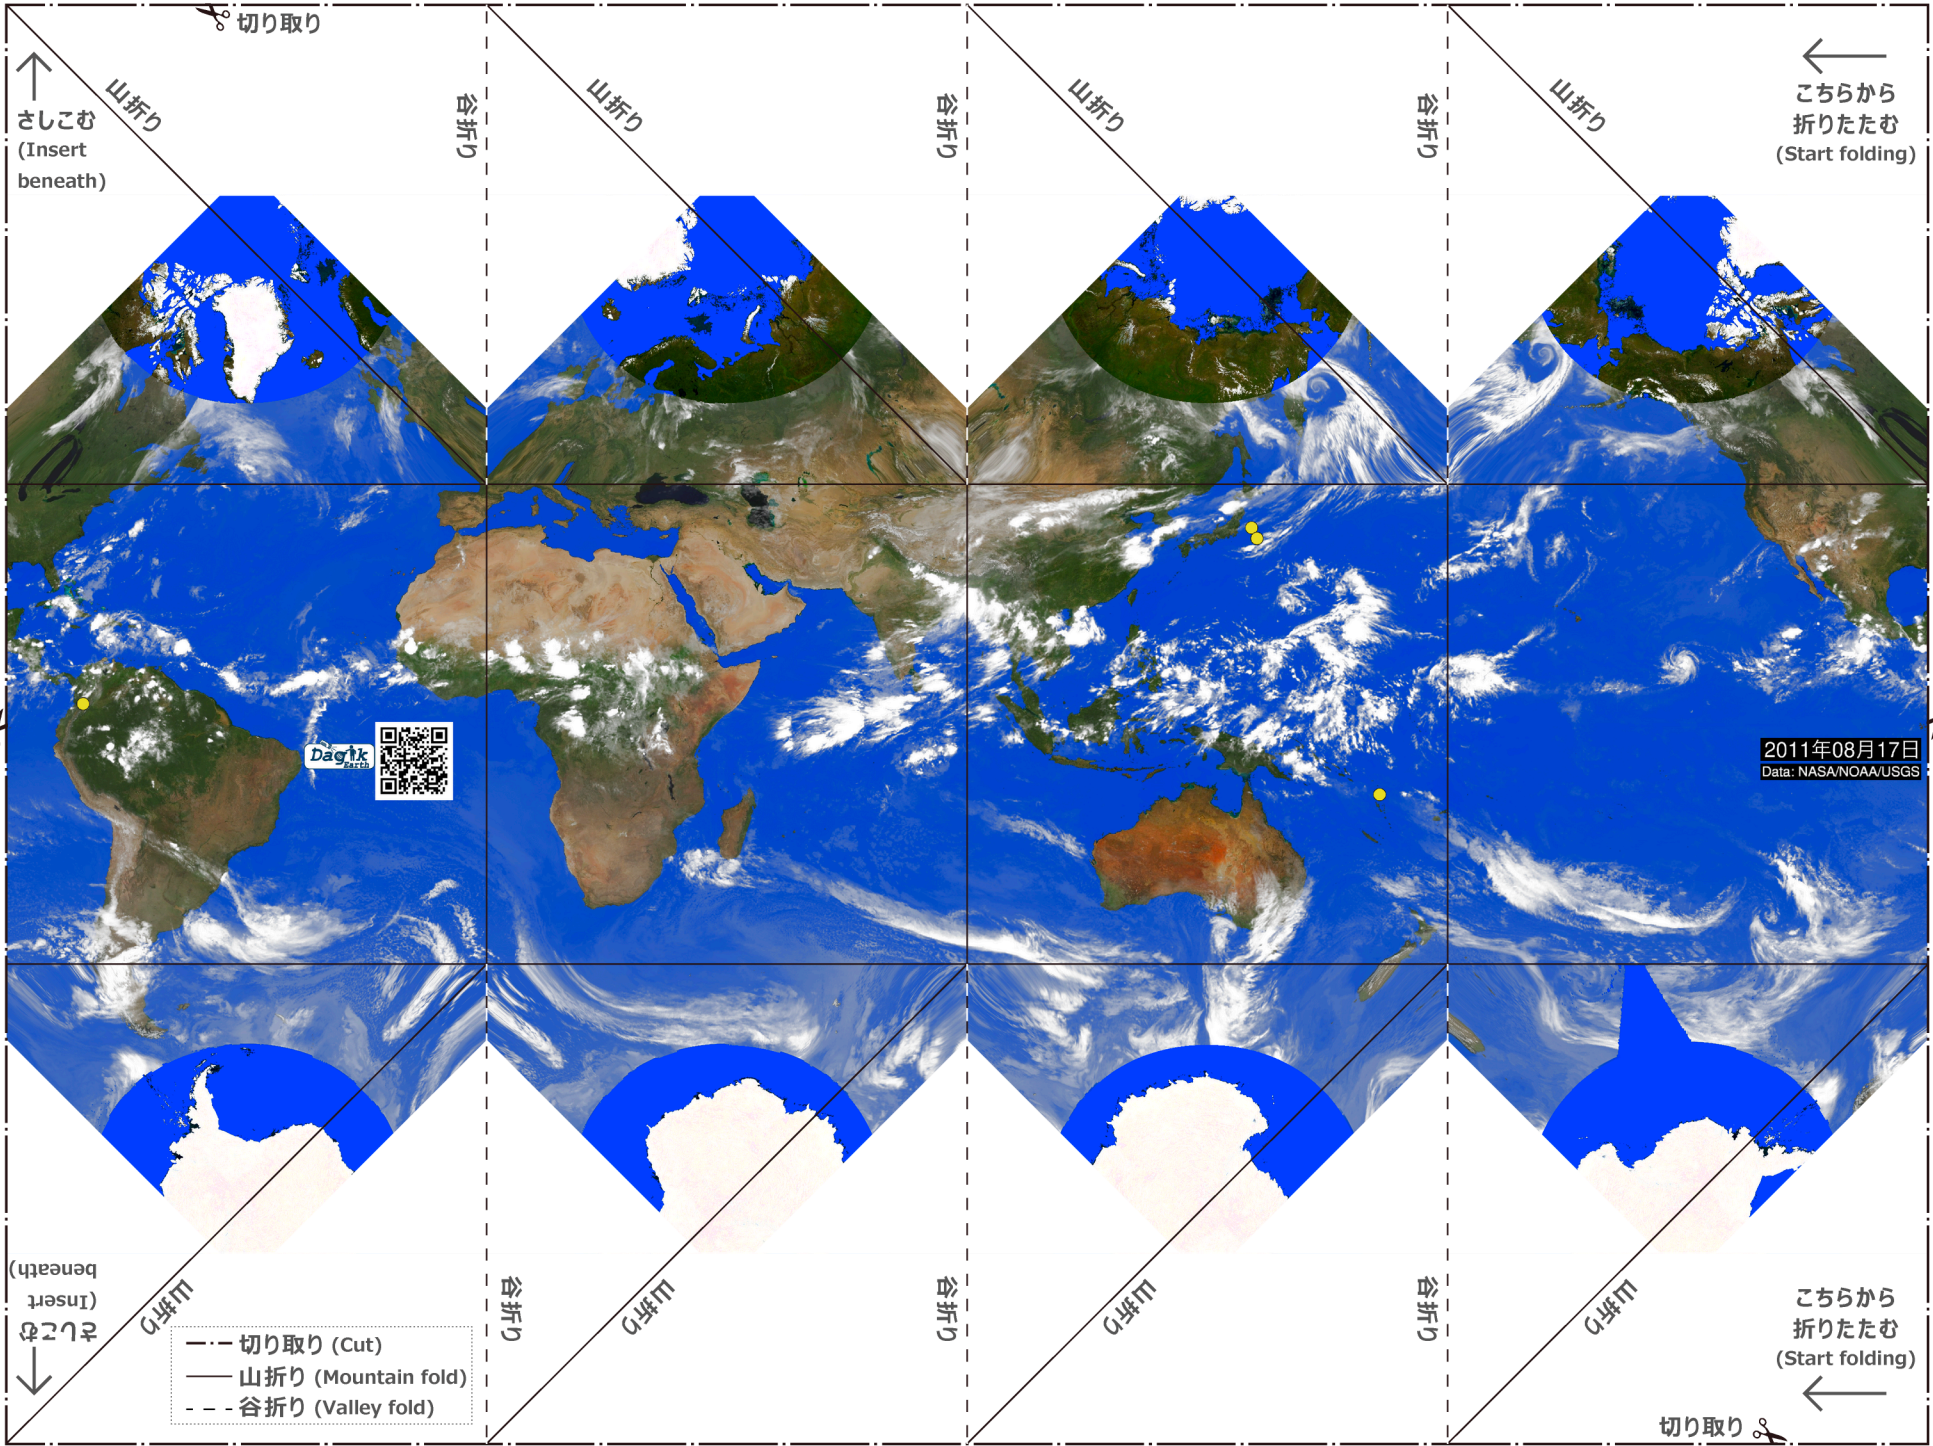 切り取り
山折り
谷折り
山折り
谷折り
山折り
谷折り
山折り
さしこむ
(Insert
beneath)
こちらから
折りたたむ
(Start folding)
Dagik
Earth
2011年08月17日
Data: NASA/NOAA/USGS
さしこむ
(Insert
beneath)
山折り
谷折り
山折り
谷折り
山折り
谷折り
山折り
切り取り (Cut)
山折り (Mountain fold)
谷折り (Valley fold)
こちらから
折りたたむ
(Start folding)
切り取り